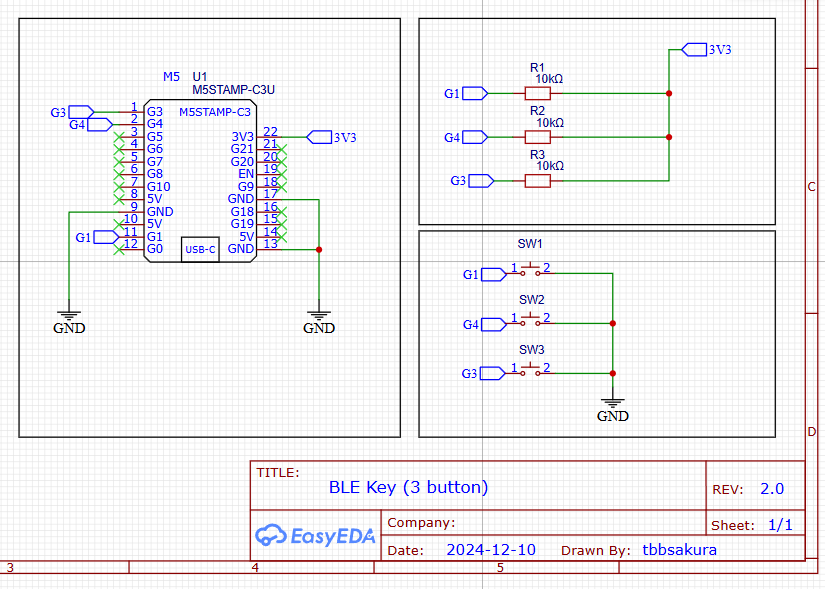 M5 U1
M5STAMP-C3U
M5STAMP-C3
G3 1 G3
G4 2 G4
3 G5
4 G6
5 G7
6 G8
7 G10
8 5V
9 GND
10 5V
G1 11 G1
12 G0
3V3 22 3V3
G21 21
G20 20
EN 19
G9 18
GND 17
G18 16
G19 15
5V 14
GND 13
USB-C
GND
GND
3V3
R1
10kΩ
G1
R2
10kΩ
G4
R3
10kΩ
G3
SW1
G1 1 2
SW2
G4 1 2
SW3
G3 1 2
GND
C
D
TITLE:
BLE Key (3 button)
REV: 2.0
EasyEDA
Company:
Sheet: 1/1
Date: 2024-12-10 Drawn By: tbbsakura
3 4 5